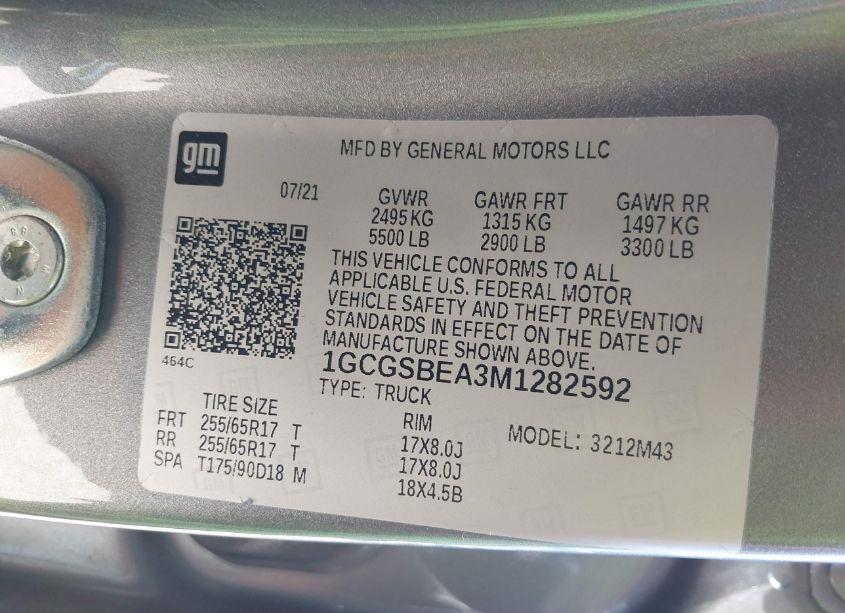 gm
MFD BY GENERAL MOTORS LLC
07/21 GVWR GAWR FRT GAWR RR
2495 KG 1315 KG 1497 KG
5500 LB 2900 LB 3300 LB
THIS VEHICLE CONFORMS TO ALL
APPLICABLE U.S. FEDERAL MOTOR
VEHICLE SAFETY AND THEFT PREVENTION
STANDARDS IN EFFECT ON THE DATE OF
MANUFACTURE SHOWN ABOVE.
464C
1GCGSBEA3M1282592
TYPE: TRUCK
TIRE SIZE RIM
FRT 255/65R17 T 17X8.0J
RR 255/65R17 T 17X8.0J
SPA T175/90D18 M 18X4.5B
MODEL: 3212M43